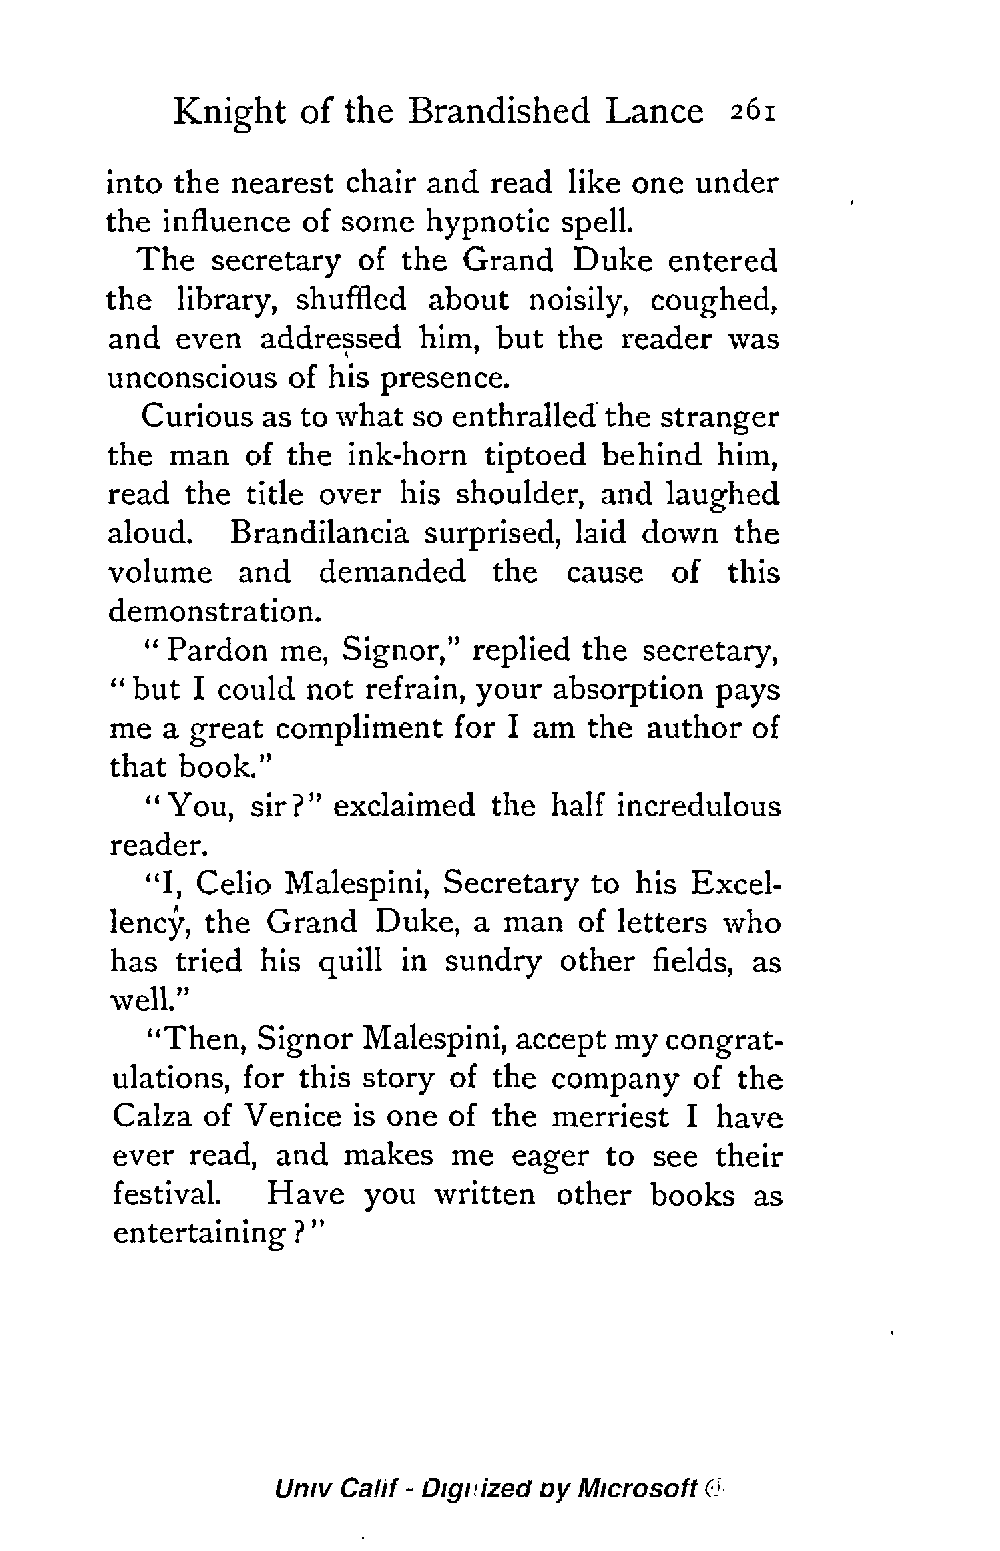 Knight of the Brandished Lance 261
into the nearest chair and read like one under
the influence of some hypnotic spell.
The secretary of the Grand Duke entered
the library, shuffled about noisily, coughed,
and even addressed him, but the reader was
unconscious of his presence.
Curious as to what so enthralled the stranger
the man of the ink-horn tiptoed behind him,
read the title over his shoulder, and laughed
aloud. Brandilancia surprised, laid down the
volume and demanded the cause of this
demonstration.
" Pardon me, Signor," replied the secretary,
" but I could not refrain, your absorption pays
me a great compliment for I am the author of
that book."
" You, sir?" exclaimed the half incredulous
reader.
"I, Celio Malespini, Secretary to his Excel-
lency, the Grand Duke, a man of letters who
has tried his quill in sundry other fields, as
well."
"Then, Signor Malespini, accept my congrat-
ulations, for this story of the company of the
Calza of Venice is one of the merriest I have
ever read, and makes me eager to see their
festival. Have you written other books as
entertaining?"
Univ Calif - Digitized by Microsoft ®